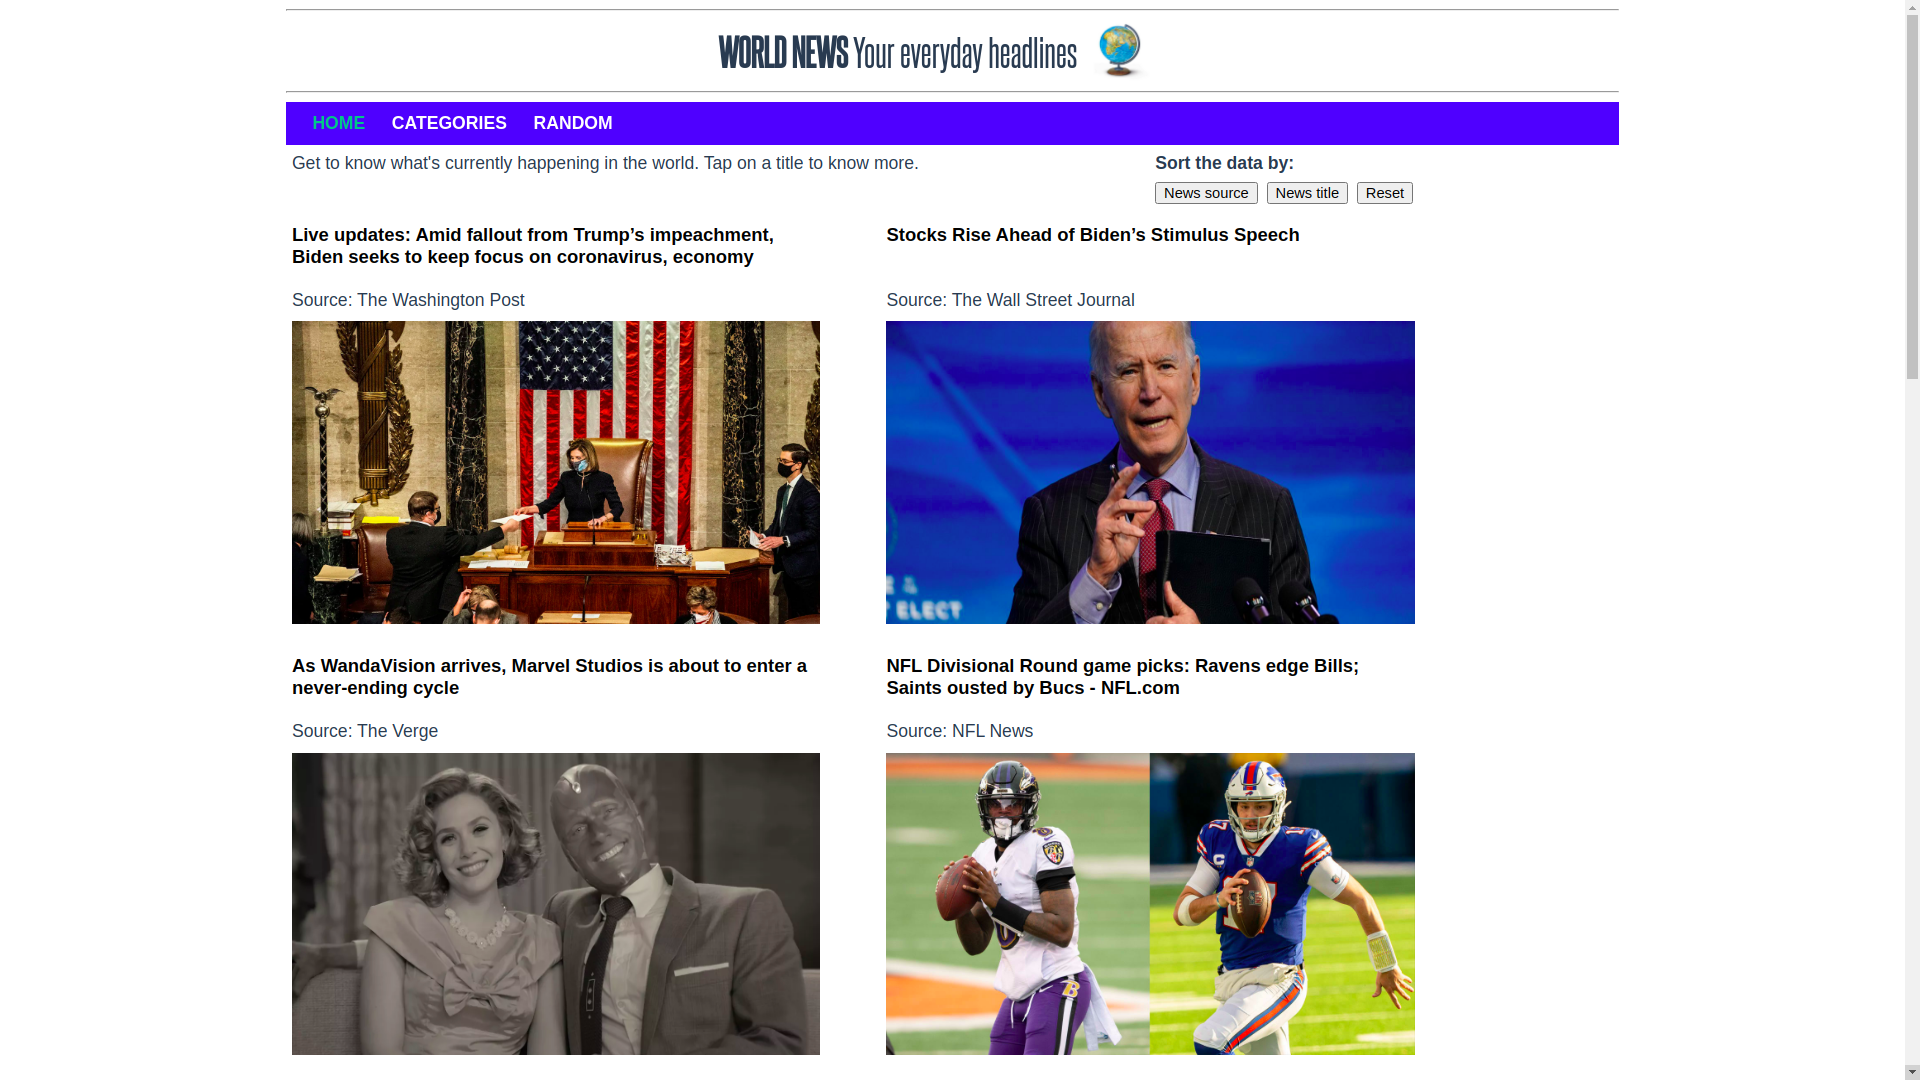 WORLD NEWS Your everyday headlines
HOME CATEGORIES RANDOM
Get to know what's currently happening in the world. Tap on a title to know more.
Sort the data by:
News source News title Reset
Live updates: Amid fallout from Trump’s impeachment,
Biden seeks to keep focus on coronavirus, economy
Source: The Washington Post
Stocks Rise Ahead of Biden’s Stimulus Speech
Source: The Wall Street Journal
ELECT
As WandaVision arrives, Marvel Studios is about to enter a
never-ending cycle
Source: The Verge
NFL Divisional Round game picks: Ravens edge Bills;
Saints ousted by Bucs - NFL.com
Source: NFL News